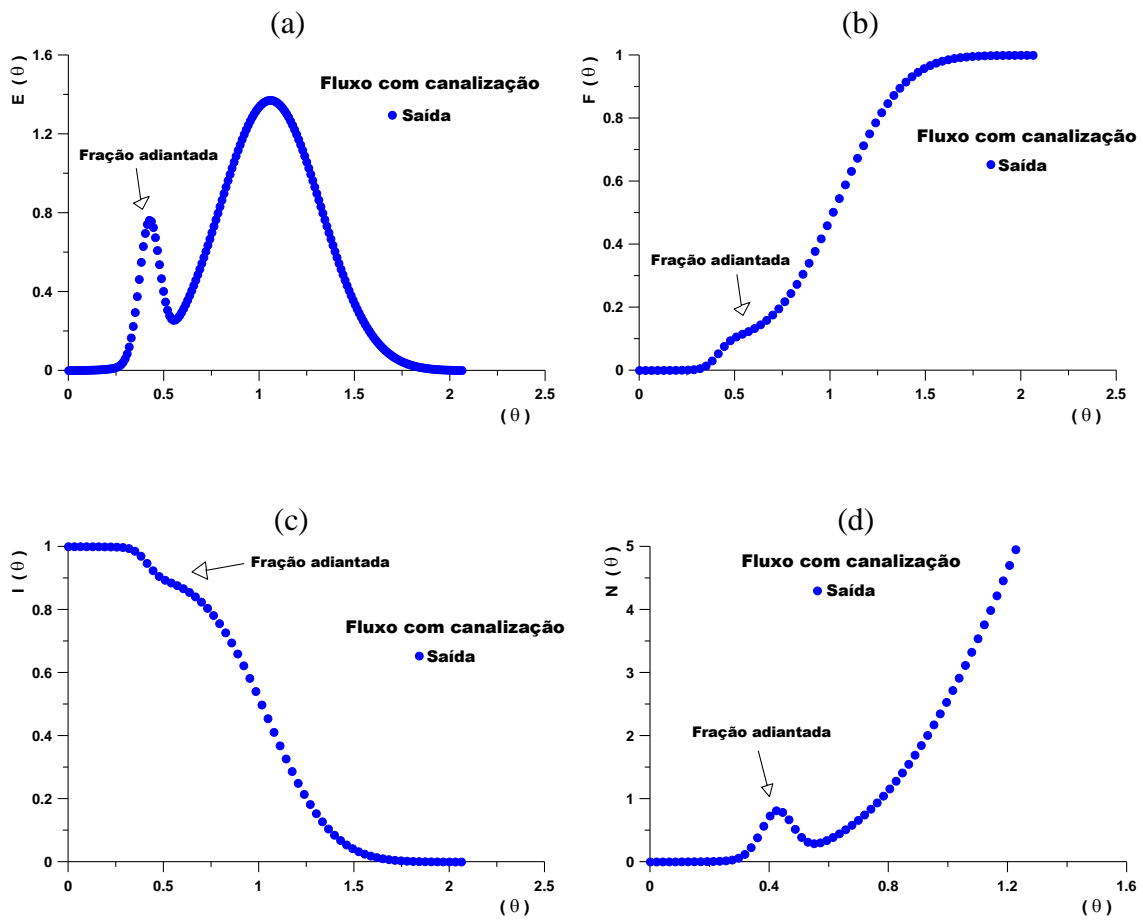 (a)
E (θ)
1.6
1.2
0.8
0.4
0
0
0.5
1
1.5
2
2.5
(θ)
Fluxo com canalização
Saída
Fração adiantada
(b)
F (θ)
1
0.8
0.6
0.4
0.2
0
0
0.5
1
1.5
2
2.5
(θ)
Fluxo com canalização
Saída
Fração adiantada
(c)
I (θ)
1
0.8
0.6
0.4
0.2
0
0
0.5
1
1.5
2
2.5
(θ)
Fração adiantada
Fluxo com canalização
Saída
(d)
N (θ)
5
4
3
2
1
0
0
0.4
0.8
1.2
1.6
(θ)
Fluxo com canalização
Saída
Fração adiantada